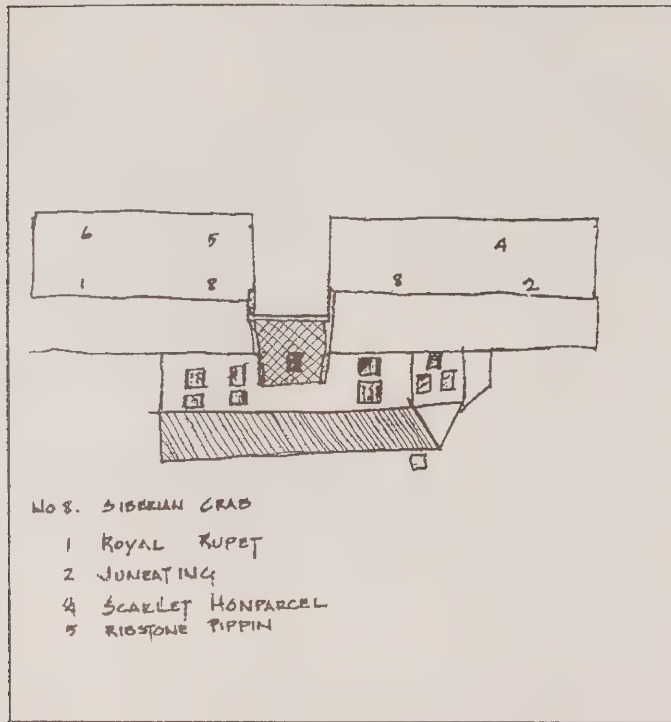 6 5 4
1 8 8 2
No 8. SIBERIAN CRAB
1 ROYAL RUPET
2 JUNEATING
4 SCARLET HONPARCEL
5 RIBSTONE PIPPIN